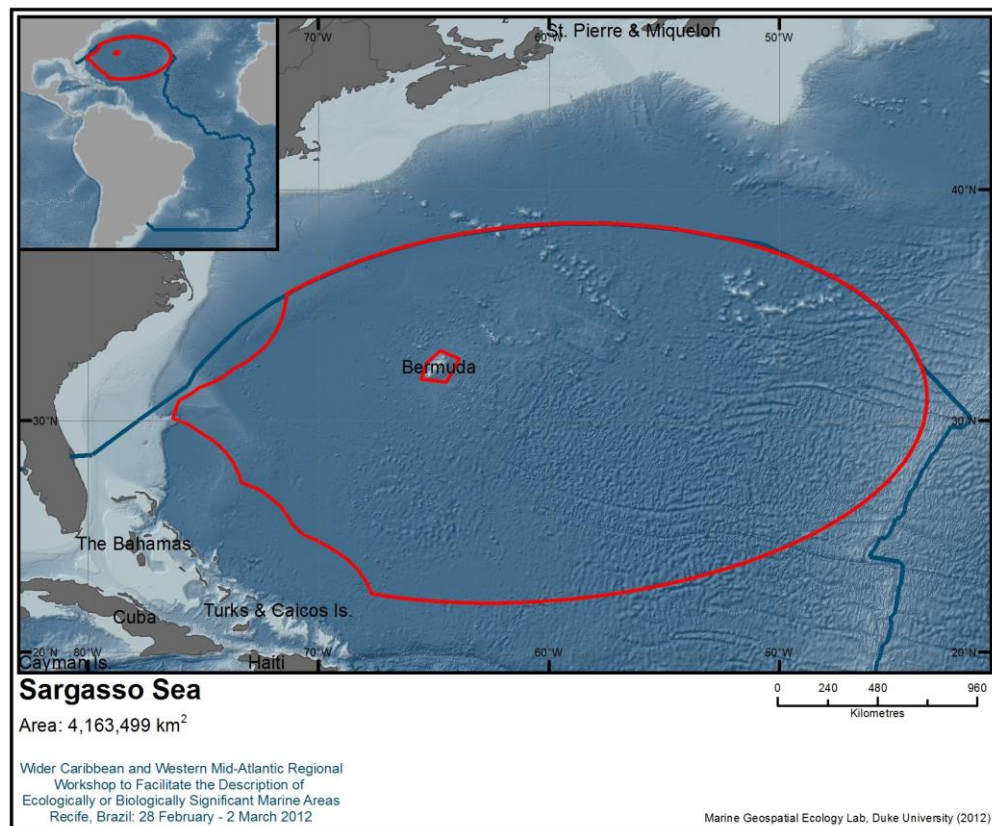 St. Pierre & Miquelon
70°W
60°W
50°W
40°N
40°N
Bermuda
30°N
30°N
The Bahamas
Turks & Caicos Is.
Cuba
20°N
80°W
70°W
60°W
50°W
20°N
Cayman Is.
Haiti
Sargasso Sea
Area: 4,163,499 km²
0 240 480 960
Kilometres
Wider Caribbean and Western Mid-Atlantic Regional
Workshop to Facilitate the Description of
Ecologically or Biologically Significant Marine Areas
Recife, Brazil: 28 February - 2 March 2012
Marine Geospatial Ecology Lab, Duke University (2012)